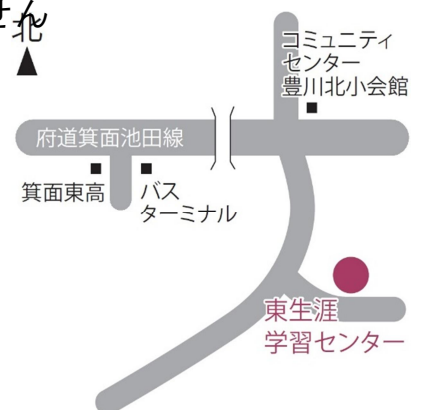 せん
北
コミュニティ
センター
豊川北小会館
府道箕面池田線
箕面東高
バス
ターミナル
東生涯
学習センター